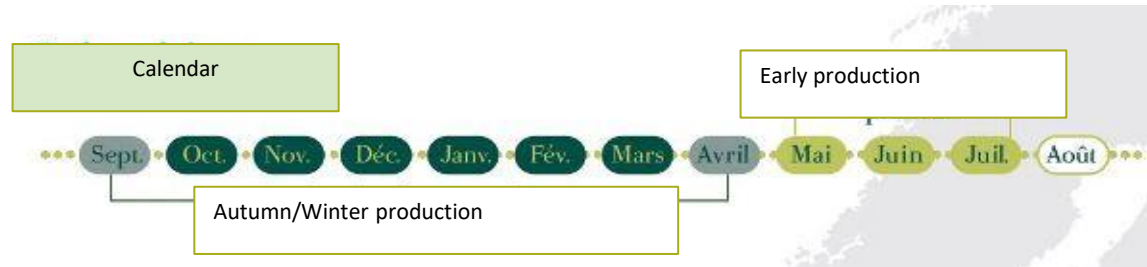 Calendar
Early production
Sept. Oct. Nov. Déc. Janv. Fév. Mars Avril Mai Juin Juil. Août
Autumn/Winter production